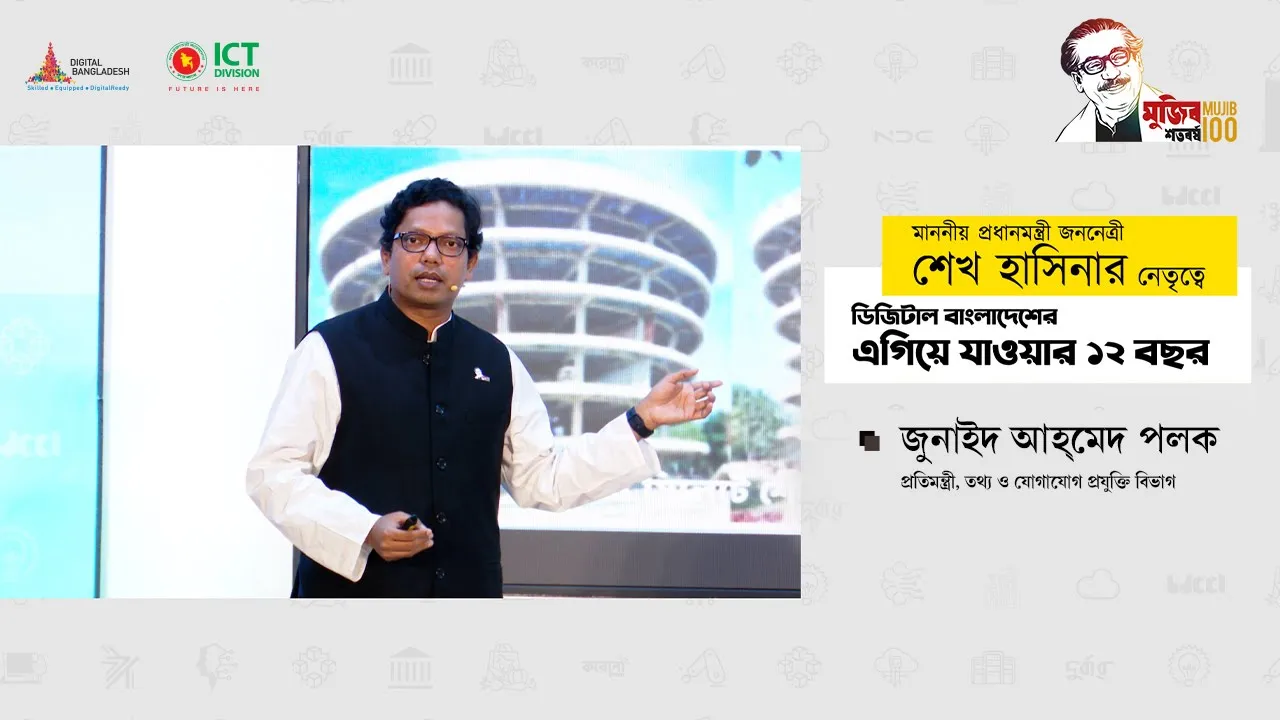 DIGITAL
BANGLADESH
Skilled • Equipped • DigitalReady
ICT
DIVISION
FUTURE IS HERE
মুজিব
শতবর্ষ
MUJIB
100
মাননীয় প্রধানমন্ত্রী জননেত্রী
শেখ হাসিনার নেতৃত্বে
ডিজিটাল বাংলাদেশের
এগিয়ে যাওয়ার ১২ বছর
জুনাইদ আহ্‌মেদ পলক
প্রতিমন্ত্রী, তথ্য ও যোগাযোগ প্রযুক্তি বিভাগ